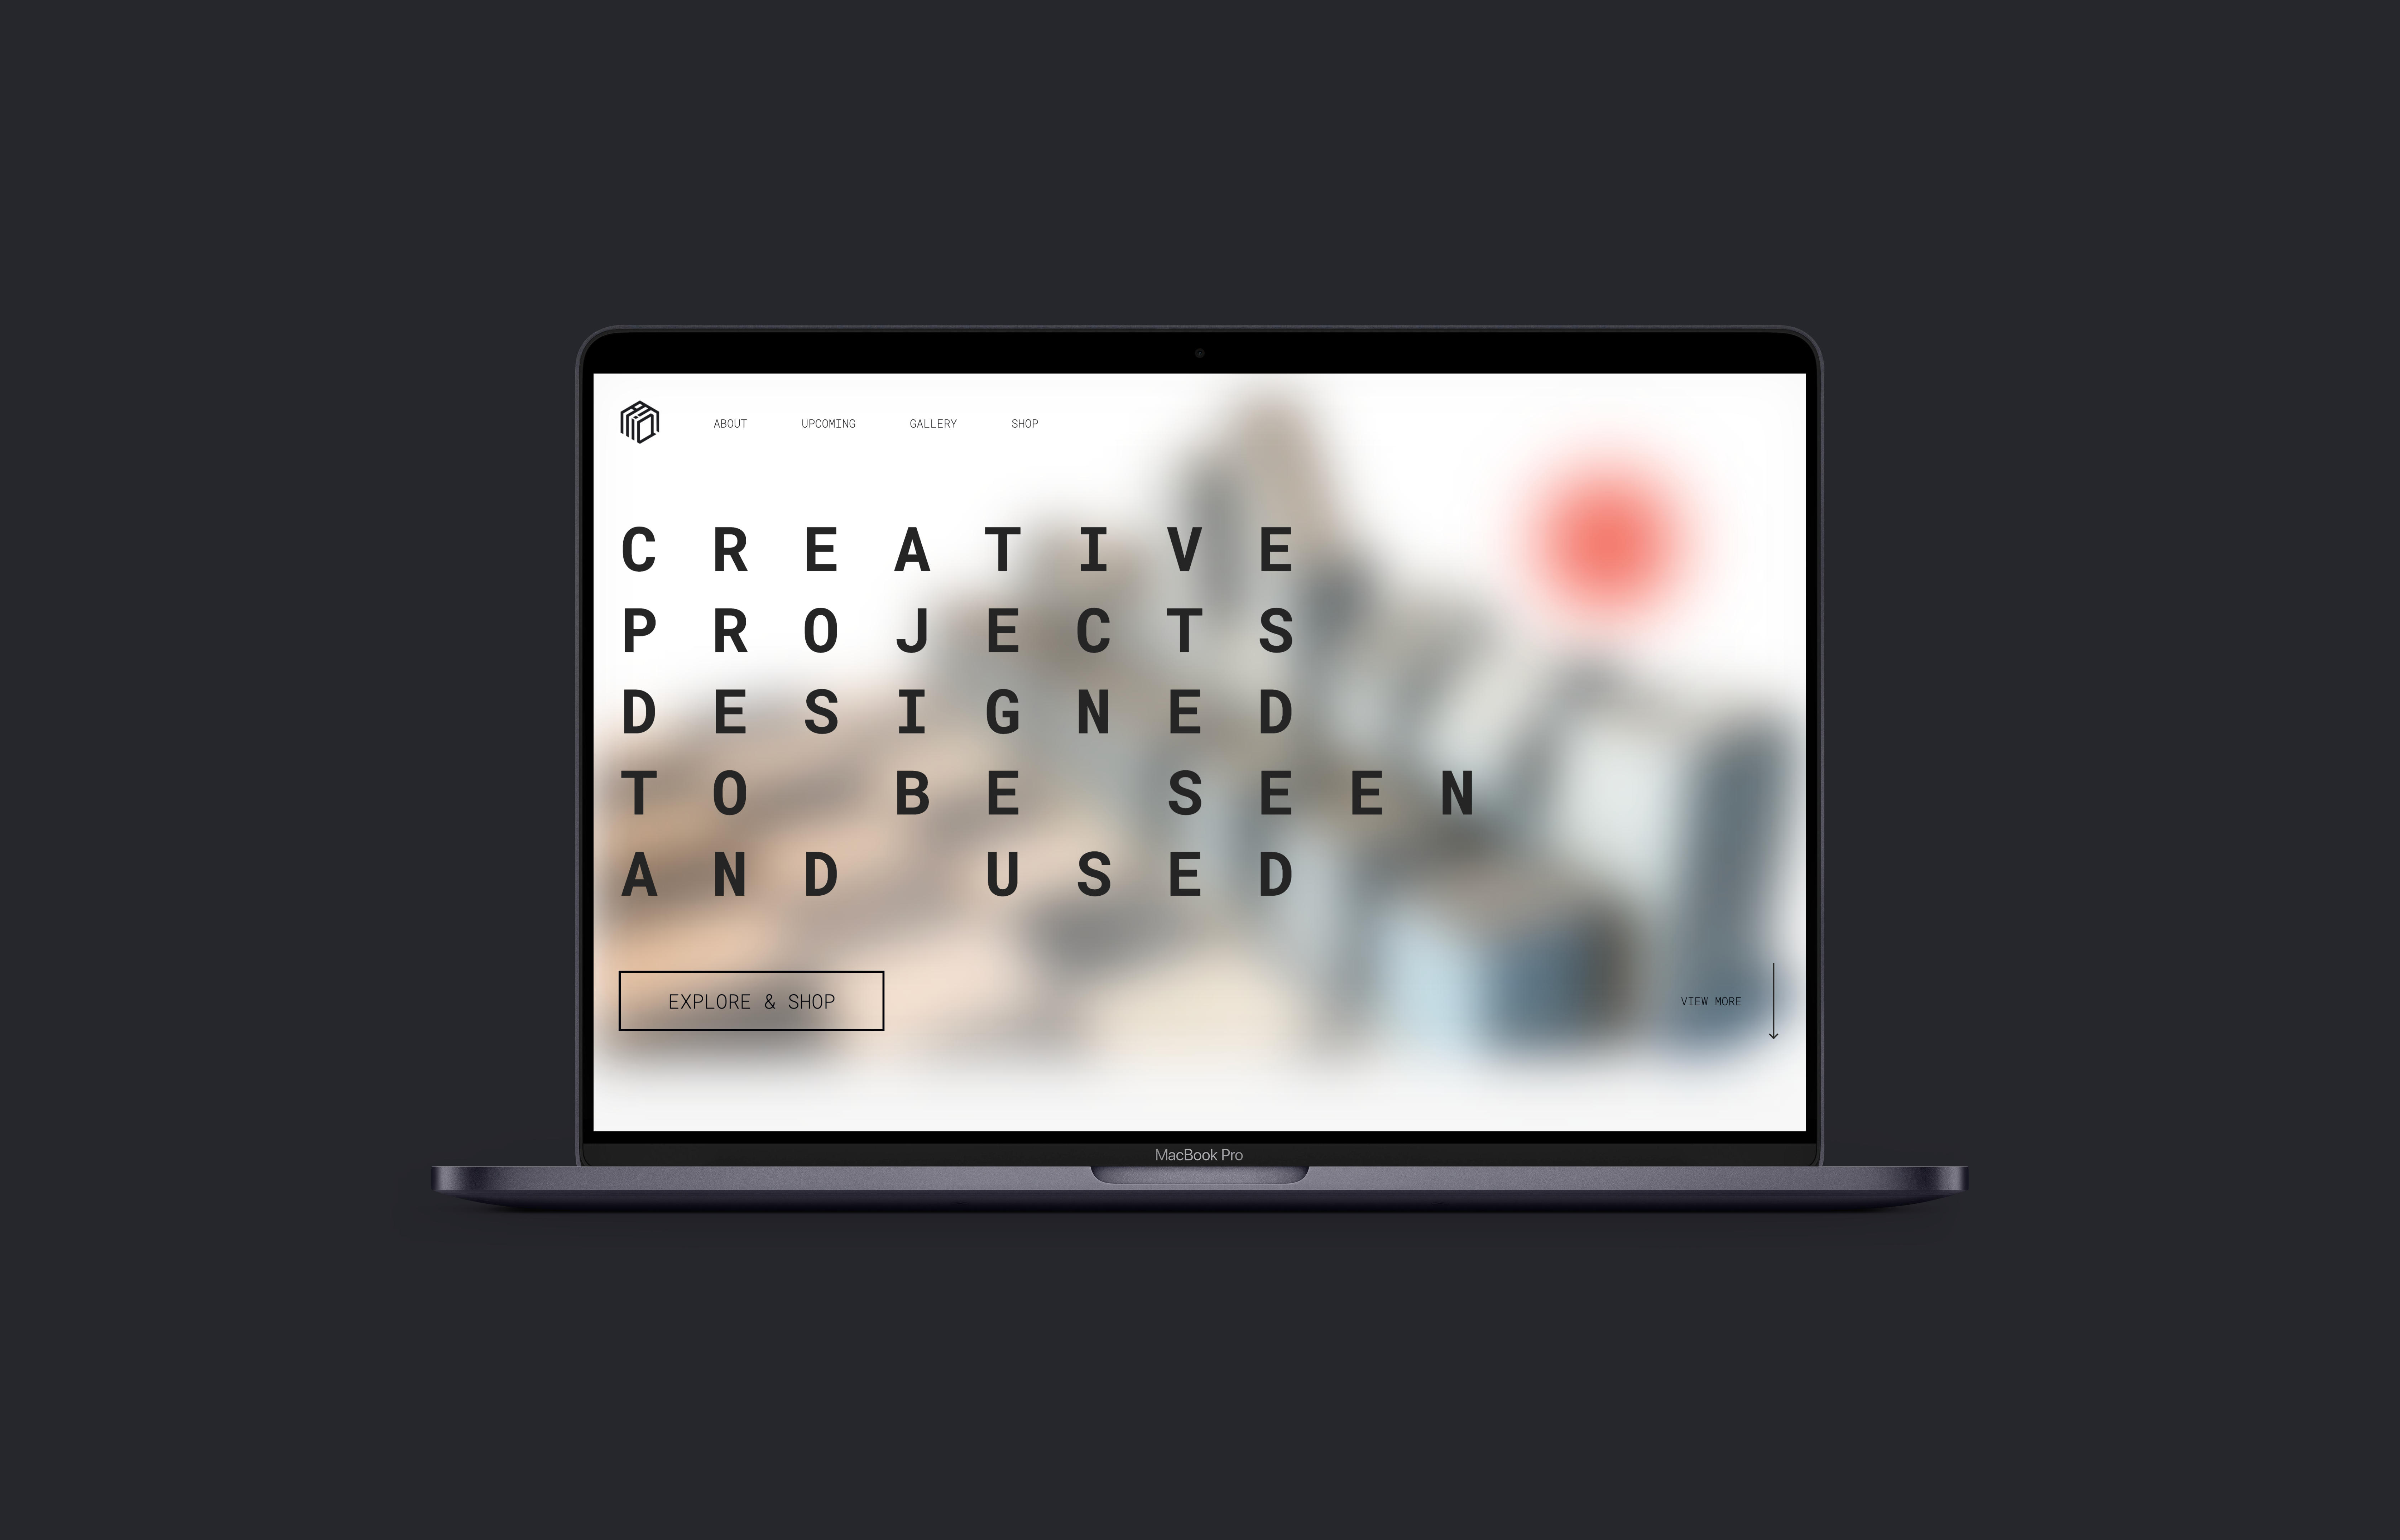 ABOUT UPCOMING GALLERY SHOP
CREATIVE
PROJECTS
DESIGNED
TO BE SEEN
AND USED
EXPLORE & SHOP
VIEW MORE
MacBook Pro